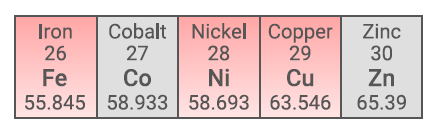 Iron Cobalt Nickel Copper Zinc
26 27 28 29 30
Fe Co Ni Cu Zn
55.845 58.933 58.693 63.546 65.39